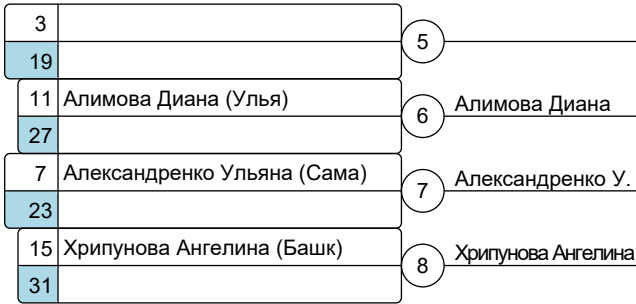 3
5
19
11 Алимова Диана (Улья)
6 Алимова Диана
27
7 Александренко Ульяна (Сама)
7 Александренко У.
23
15 Хрипунова Ангелина (Башк)
8 Хрипунова Ангелина
31